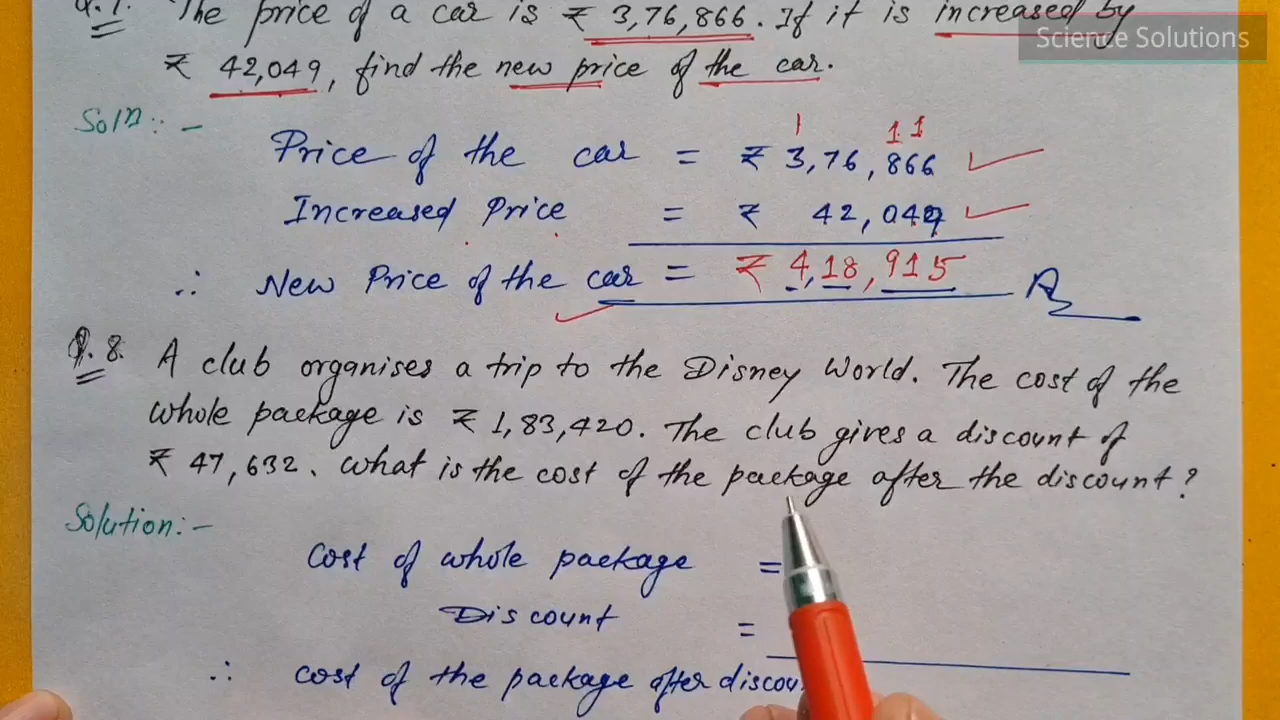 Q.7. The price of a car is ₹ 3,76,866. If it is increased by
Science Solutions
₹ 42,049, find the new price of the car.
Soln:-
1 1 1
Price of the car = ₹ 3,76,866
Increased Price = ₹ 42,049
∴ New Price of the car = ₹ 4,18,915
Q.8. A club organises a trip to the Disney World. The cost of the
whole package is ₹ 1,83,420. The club gives a discount of
₹ 47,632. What is the cost of the package after the discount?
Solution:-
Cost of whole package =
Discount =
∴ cost of the package after discou